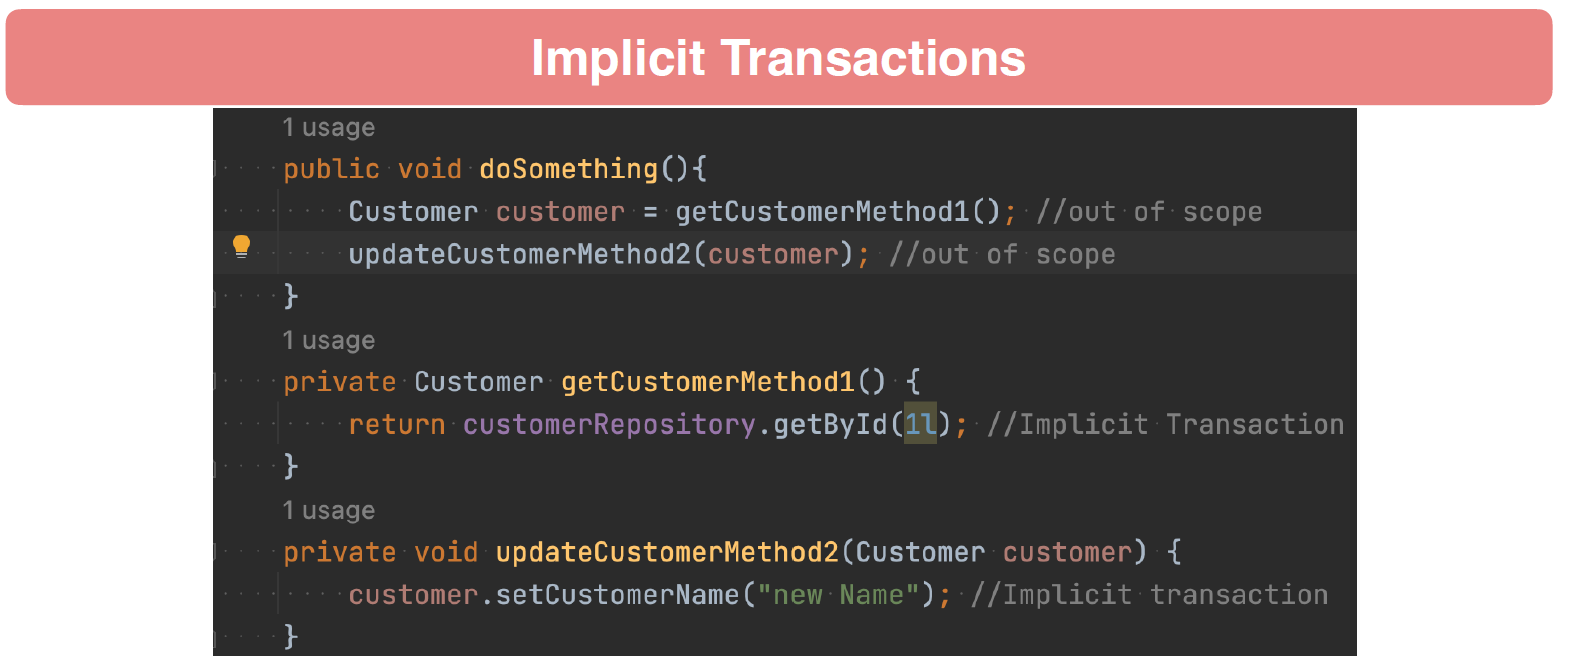 Implicit Transactions
1 usage
public void doSomething(){
Customer customer = getCustomerMethod1(); //out of scope
updateCustomerMethod2(customer); //out of scope
}
1 usage
private Customer getCustomerMethod1() {
return customerRepository.getById(1l); //Implicit Transaction
}
1 usage
private void updateCustomerMethod2(Customer customer) {
customer.setCustomerName("new Name"); //Implicit transaction
}